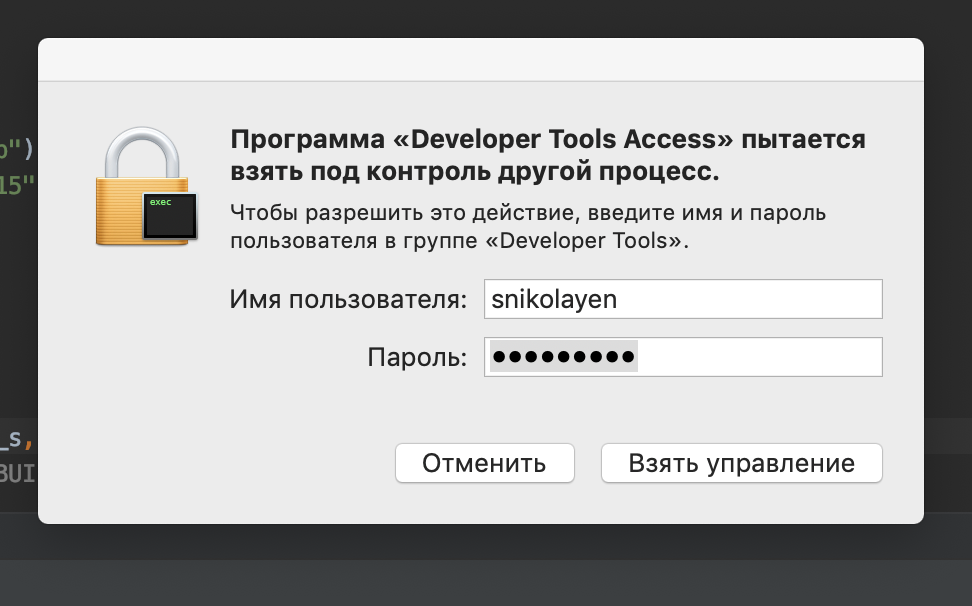 Программа «Developer Tools Access» пытается
взять под контроль другой процесс.
Чтобы разрешить это действие, введите имя и пароль
пользователя в группе «Developer Tools».
Имя пользователя: snikolayen
Пароль: •••••••••
Отменить Взять управление
exec
")
15"
_s,
BUI